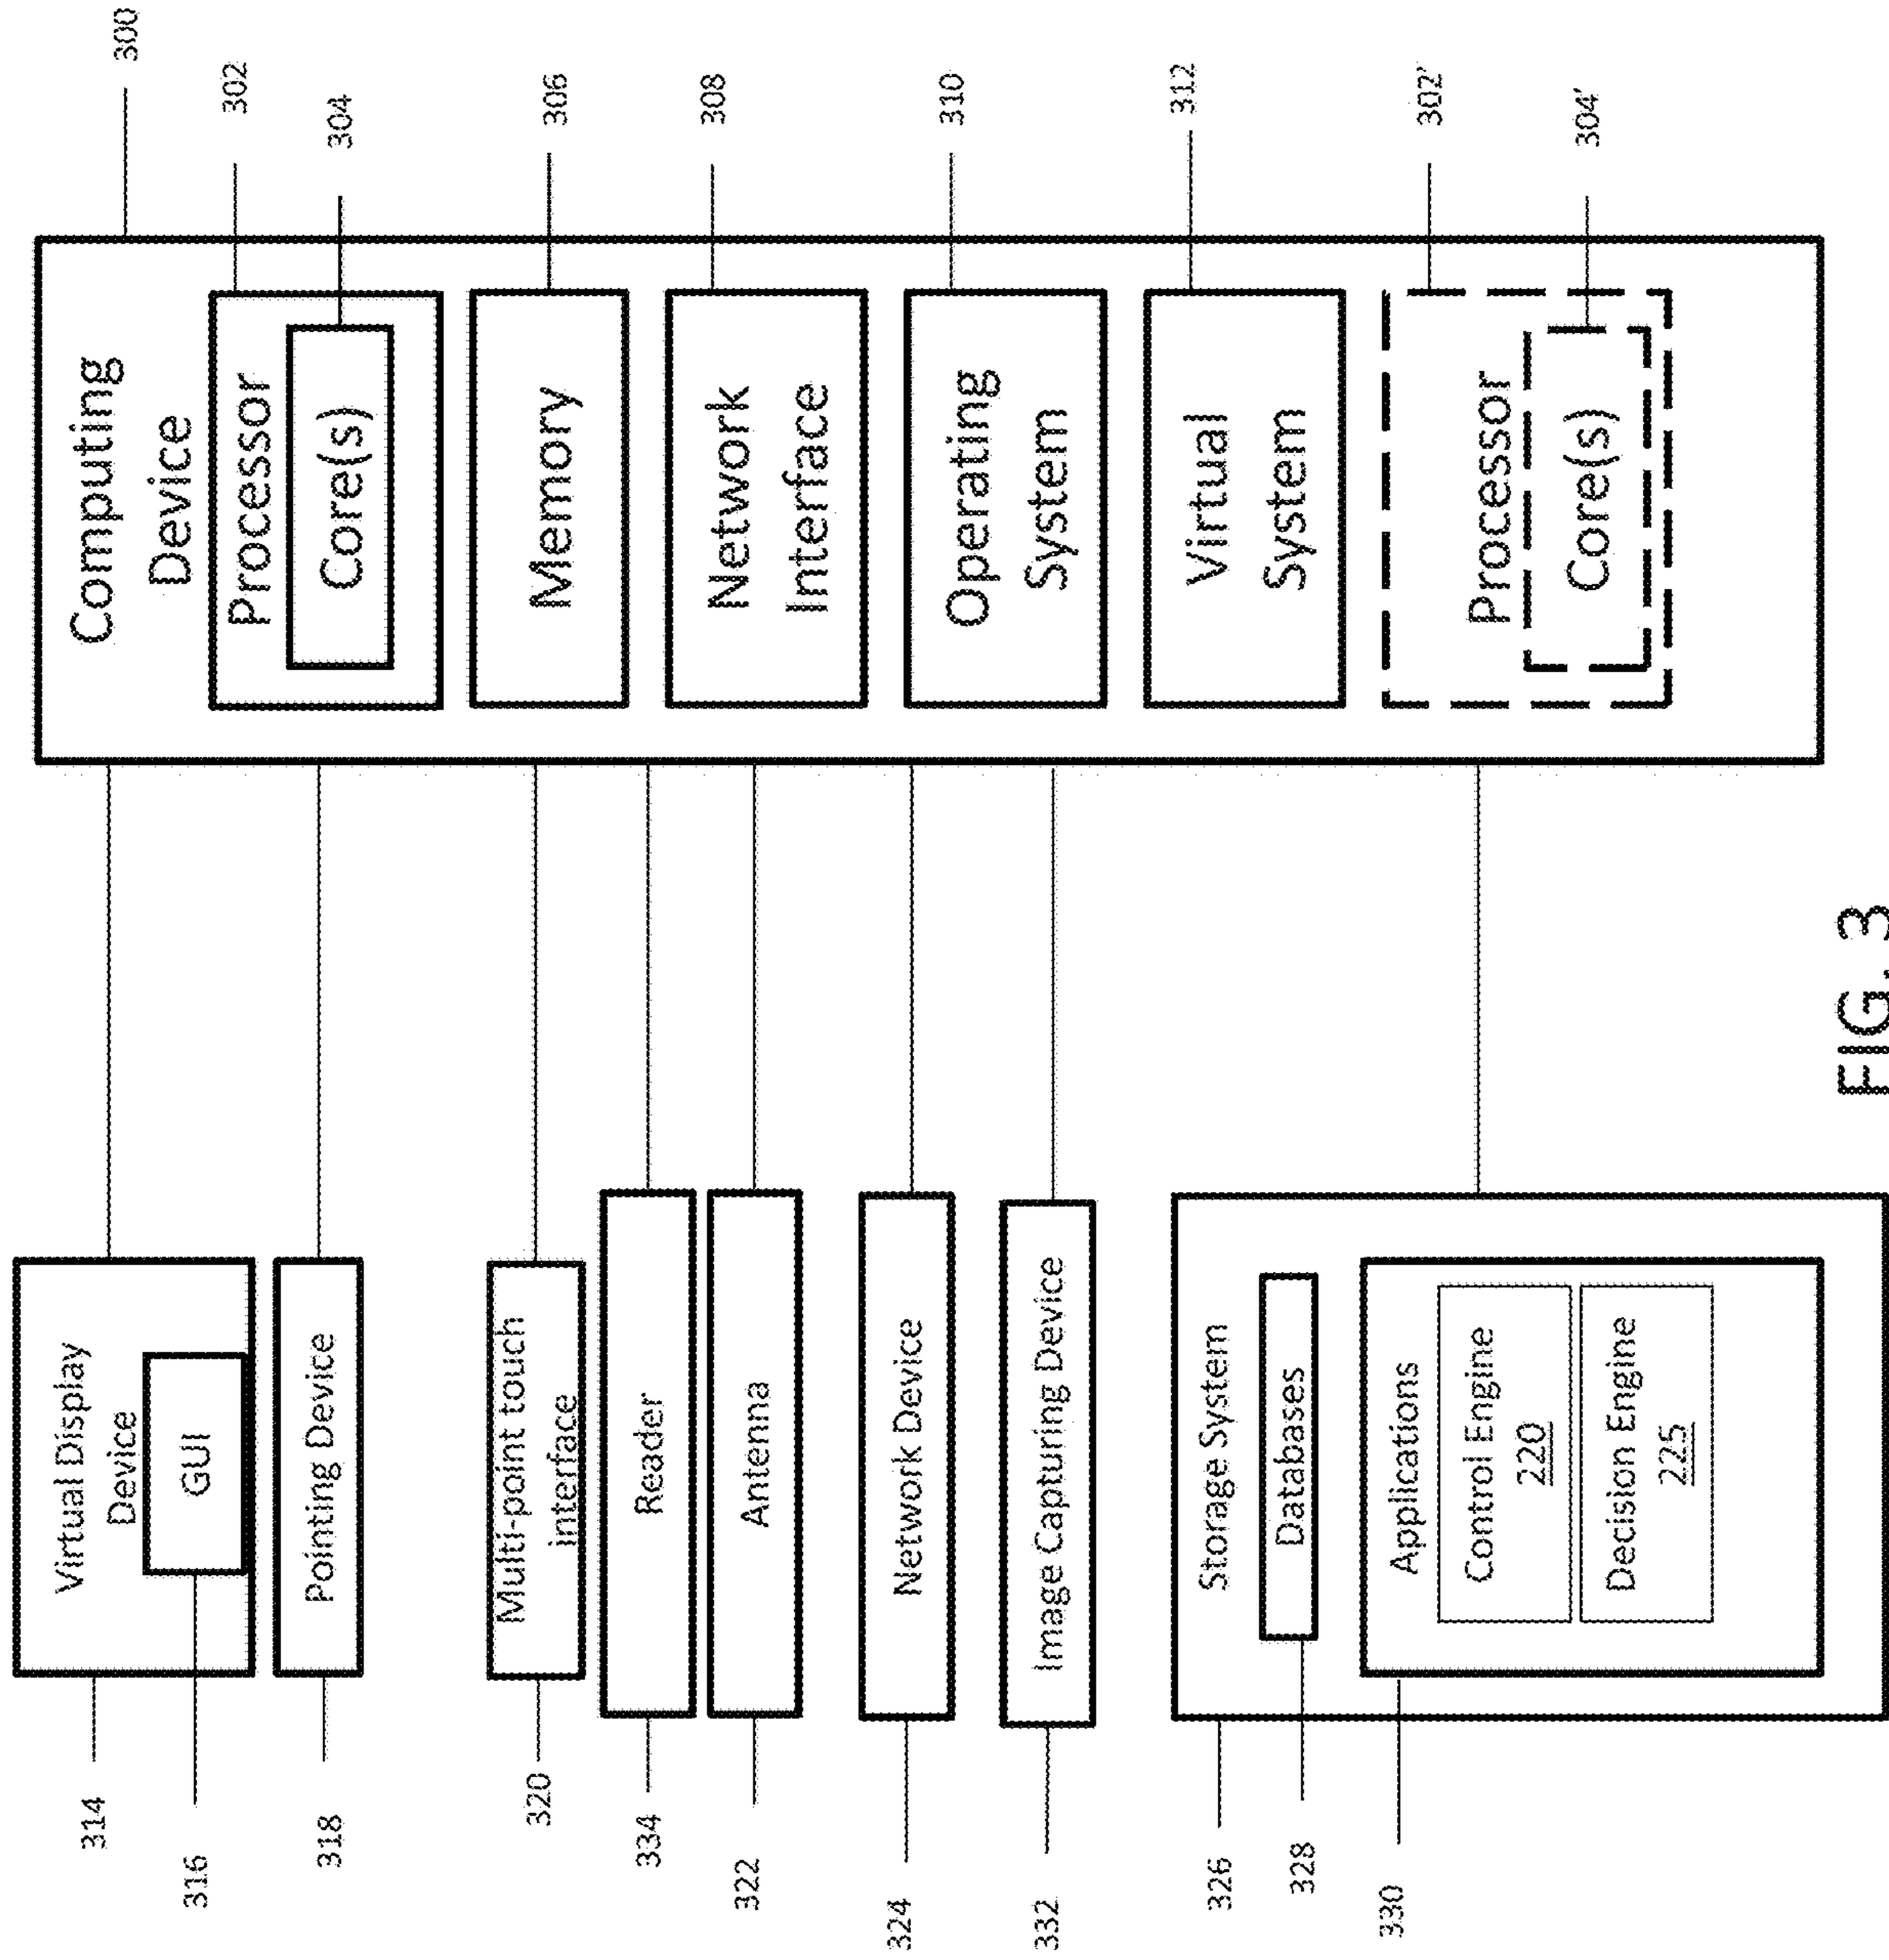 314
Virtual Display
Device
316
GUI
318
Pointing Device
320
Multi-point touch
interface
334
Reader
322
Antenna
324
Network Device
332
Image Capturing Device
326
Storage System
328
Databases
330
Applications
Control Engine
220
Decision Engine
225
Computing
Device
300
Processor
302
Core(s)
304
Memory
306
Network
Interface
308
Operating
System
310
Virtual
System
312
Processor
302'
Core(s)
304'
FIG. 3